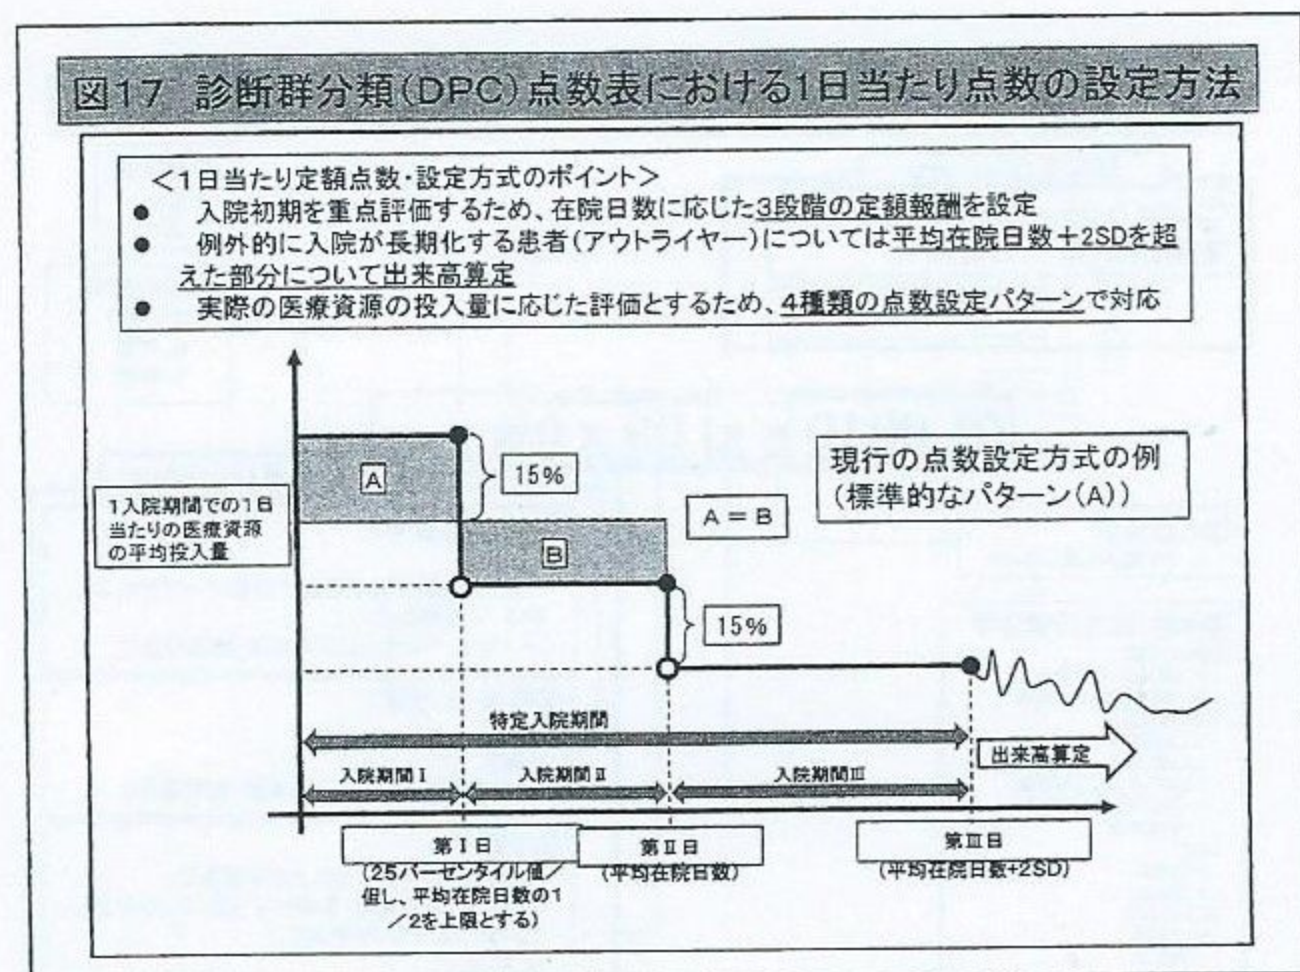 図17 診断群分類(DPC)点数表における1日当たり点数の設定方法
＜1日当たり定額点数・設定方式のポイント＞
● 入院初期を重点評価するため、在院日数に応じた3段階の定額報酬を設定
● 例外的に入院が長期化する患者(アウトライヤー)については平均在院日数＋2SDを超
えた部分について出来高算定
● 実際の医療資源の投入量に応じた評価とするため、4種類の点数設定パターンで対応
現行の点数設定方式の例
(標準的なパターン(A))
A
15%
1入院期間での1日
当たりの医療資源
の平均投入量
A＝B
B
15%
特定入院期間
出来高算定
入院期間Ⅰ
入院期間Ⅱ
入院期間Ⅲ
第Ⅰ日
(25パーセンタイル値／
但し、平均在院日数の1
／2を上限とする)
第Ⅱ日
(平均在院日数)
第Ⅲ日
(平均在院日数+2SD)